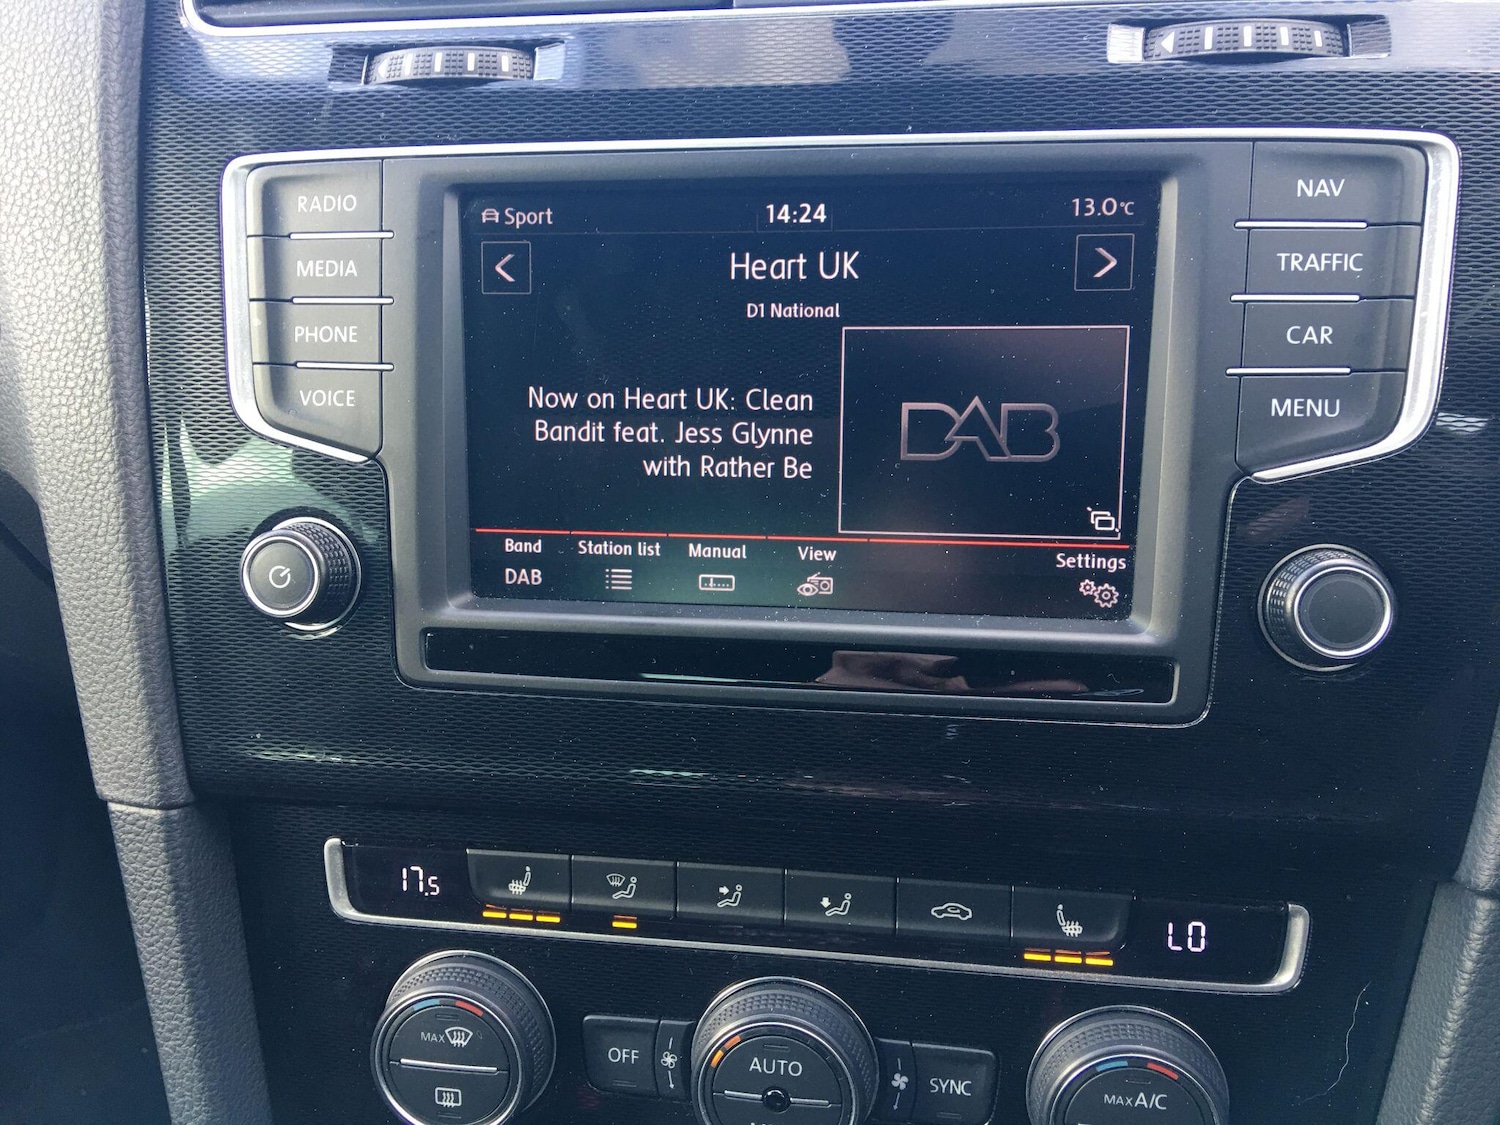 RADIO
MEDIA
PHONE
VOICE
Sport
14:24
13.0°C
Heart UK
D1 National
Now on Heart UK: Clean
Bandit feat. Jess Glynne
with Rather Be
DAB
Band
DAB
Station list
Manual
View
Settings
NAV
TRAFFIC
CAR
MENU
17.5
LO
MAX
OFF
AUTO
SYNC
MAX A/C